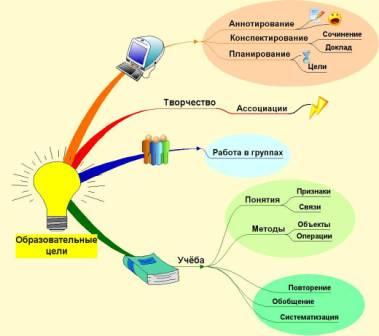 Аннотирование
Конспектирование
Сочинение
Доклад
Планирование
Цели
Творчество
Ассоциации
Работа в группах
Образовательные
цели
Учёба
Понятия
Признаки
Связи
Методы
Объекты
Операции
Повторение
Обобщение
Систематизация